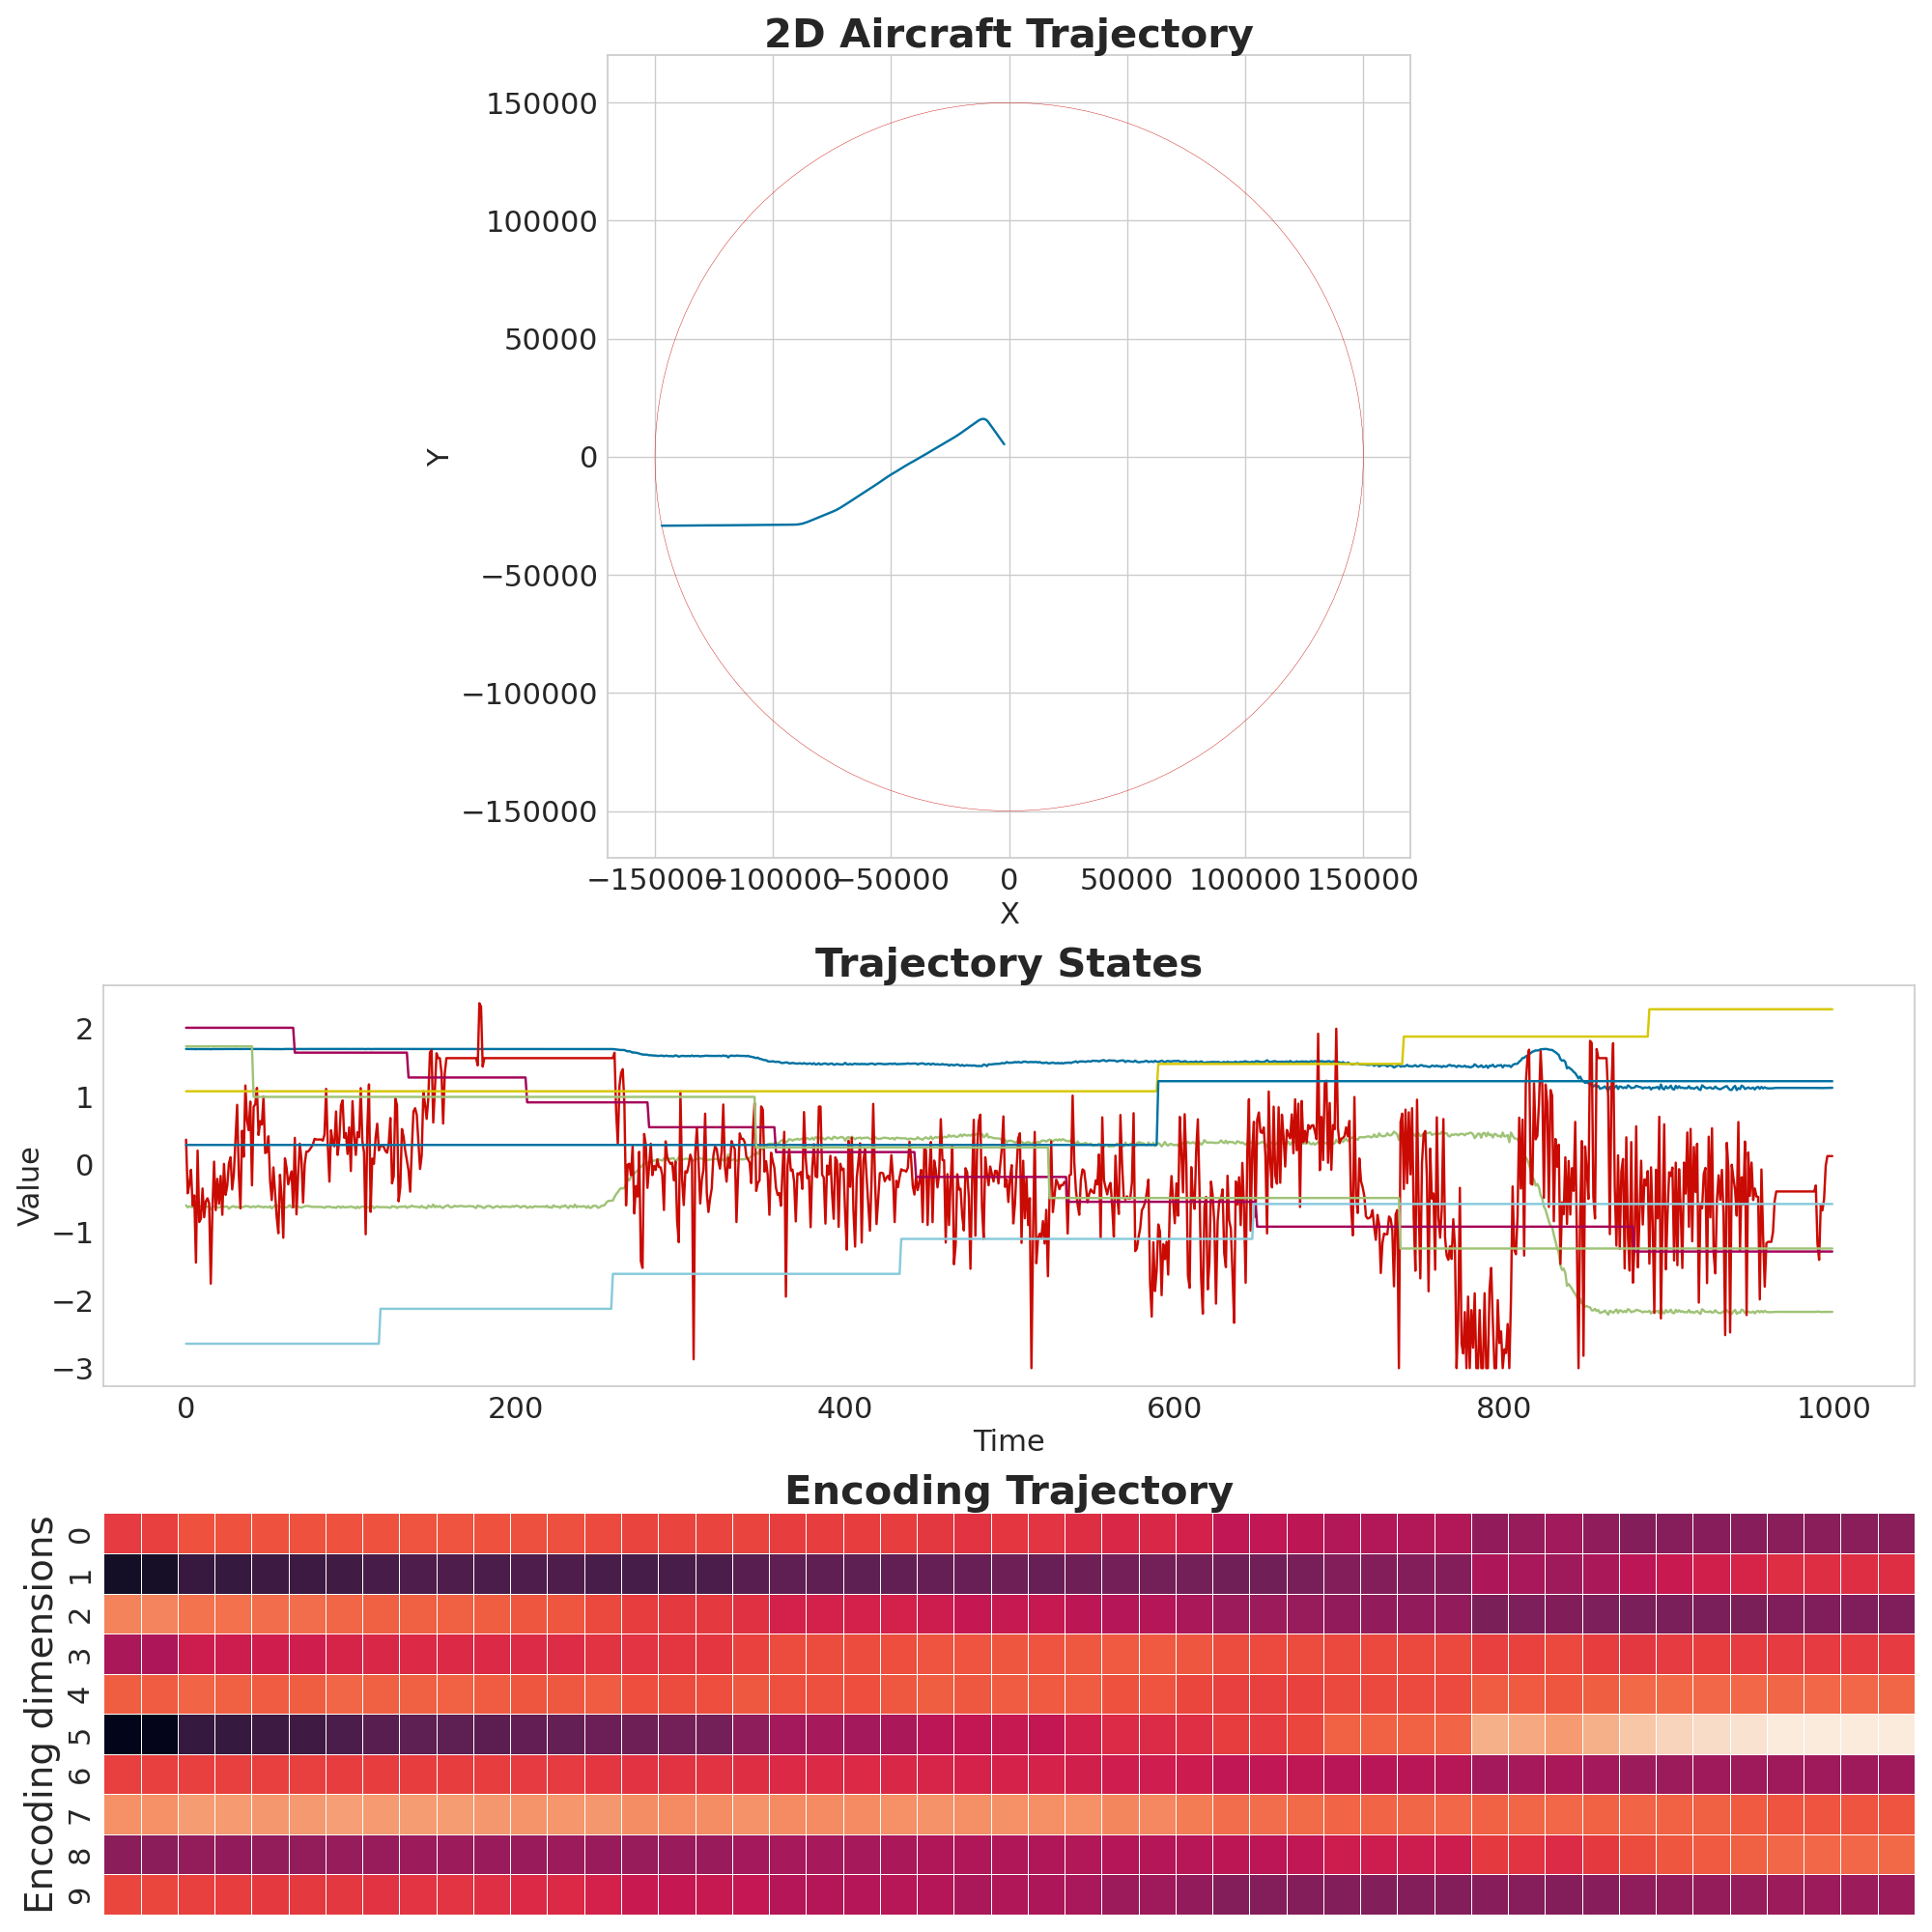 2D Aircraft Trajectory
150000
100000
50000
0
−50000
−100000
−150000
Y
−150000 −100000 −50000 0 50000 100000 150000
X
Trajectory States
2
1
0
−1
−2
−3
Value
0 200 400 600 800 1000
Time
Encoding Trajectory
0
1
2
3
4
5
6
7
8
9
Encoding dimensions